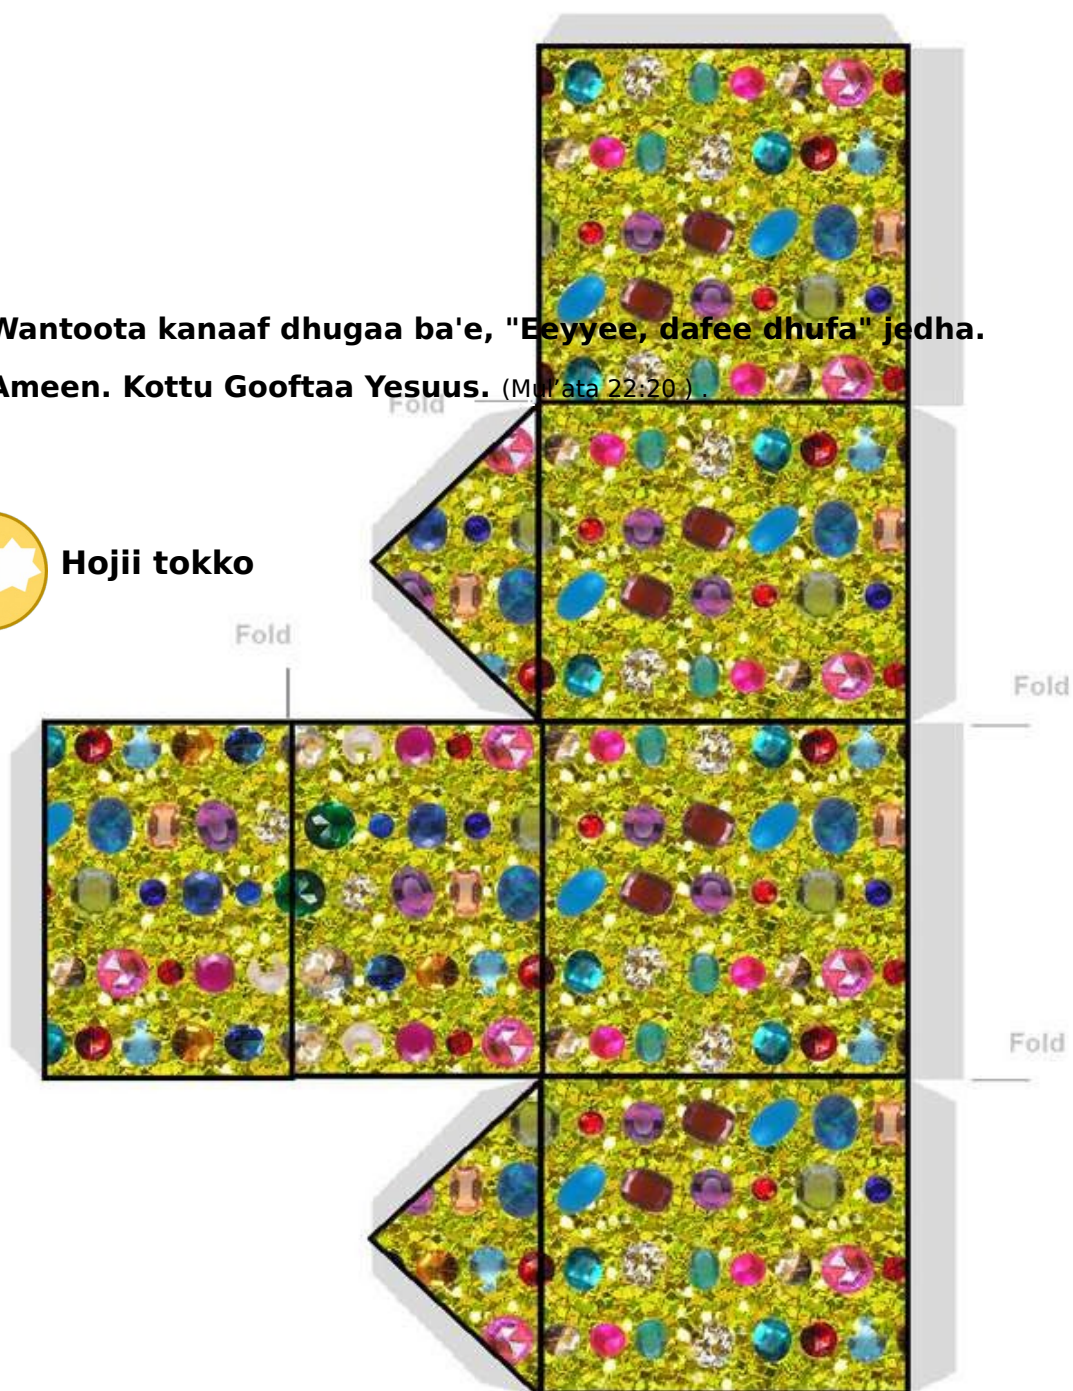 Wantoota kanaaf dhugaa ba'e, "Eeyyee, dafee dhufa" jedha.
Ameen. Kottu Gooftaa Yesuus. (Mul'ata 22:20 ) .
Fold
Hojii tokko
Fold
Fold
Fold